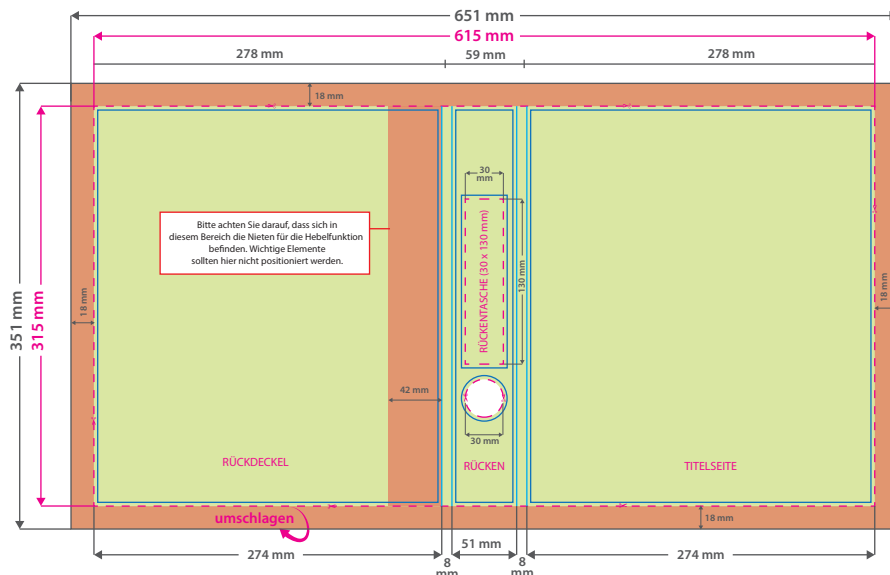 651 mm
615 mm
278 mm
59 mm
278 mm
18 mm
30
mm
Bitte achten Sie darauf, dass sich in
diesem Bereich die Nieten für die Hebelfunktion
befinden. Wichtige Elemente
sollten hier nicht positioniert werden.
RÜCKENTASCHE (30 x 130 mm)
130 mm
351 mm
315 mm
18 mm
18 mm
42 mm
30 mm
RÜCKDECKEL
RÜCKEN
TITELSEITE
umschlagen
18 mm
274 mm
51 mm
274 mm
8
mm
8
mm